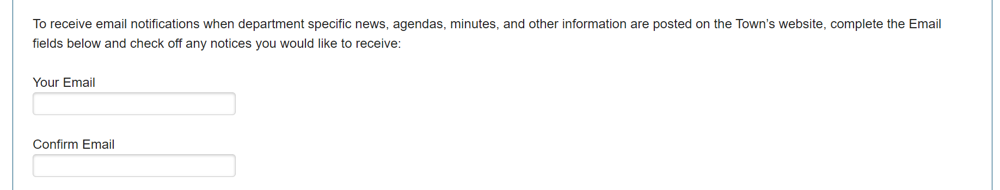 To receive email notifications when department specific news, agendas, minutes, and other information are posted on the Town’s website, complete the Email
fields below and check off any notices you would like to receive:
Your Email
Confirm Email